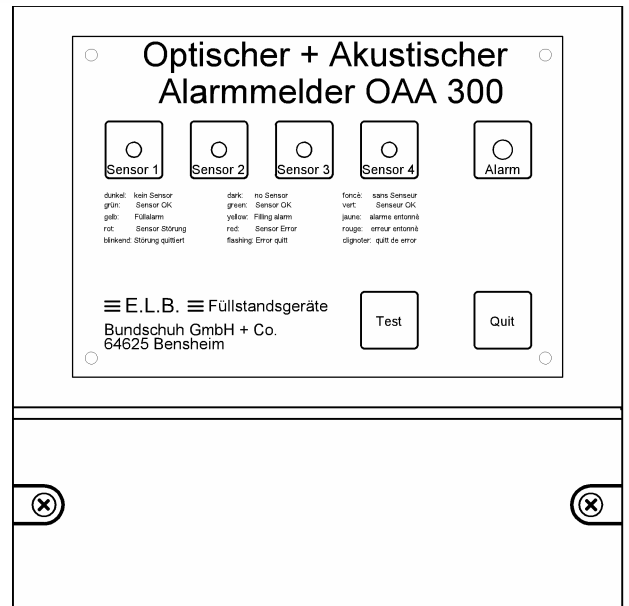 Optischer + Akustischer
Alarmmelder OAA 300
Sensor 1 Sensor 2 Sensor 3 Sensor 4 Alarm
dunkel: kein Sensor dark: no Sensor foncè: sans Senseur
grün: Sensor OK green: Sensor OK vert: Senseur OK
gelb: Füllalarm yellow: Filling alarm jaune: alarme entonnè
rot: Sensor Störung red: Sensor Error rouge: erreur entonnè
blinkend: Störung quittiert flashing: Error quitt clignoter: quitt de error
E.L.B. Füllstandsgeräte
Bundschuh GmbH + Co.
64625 Bensheim
Test Quit